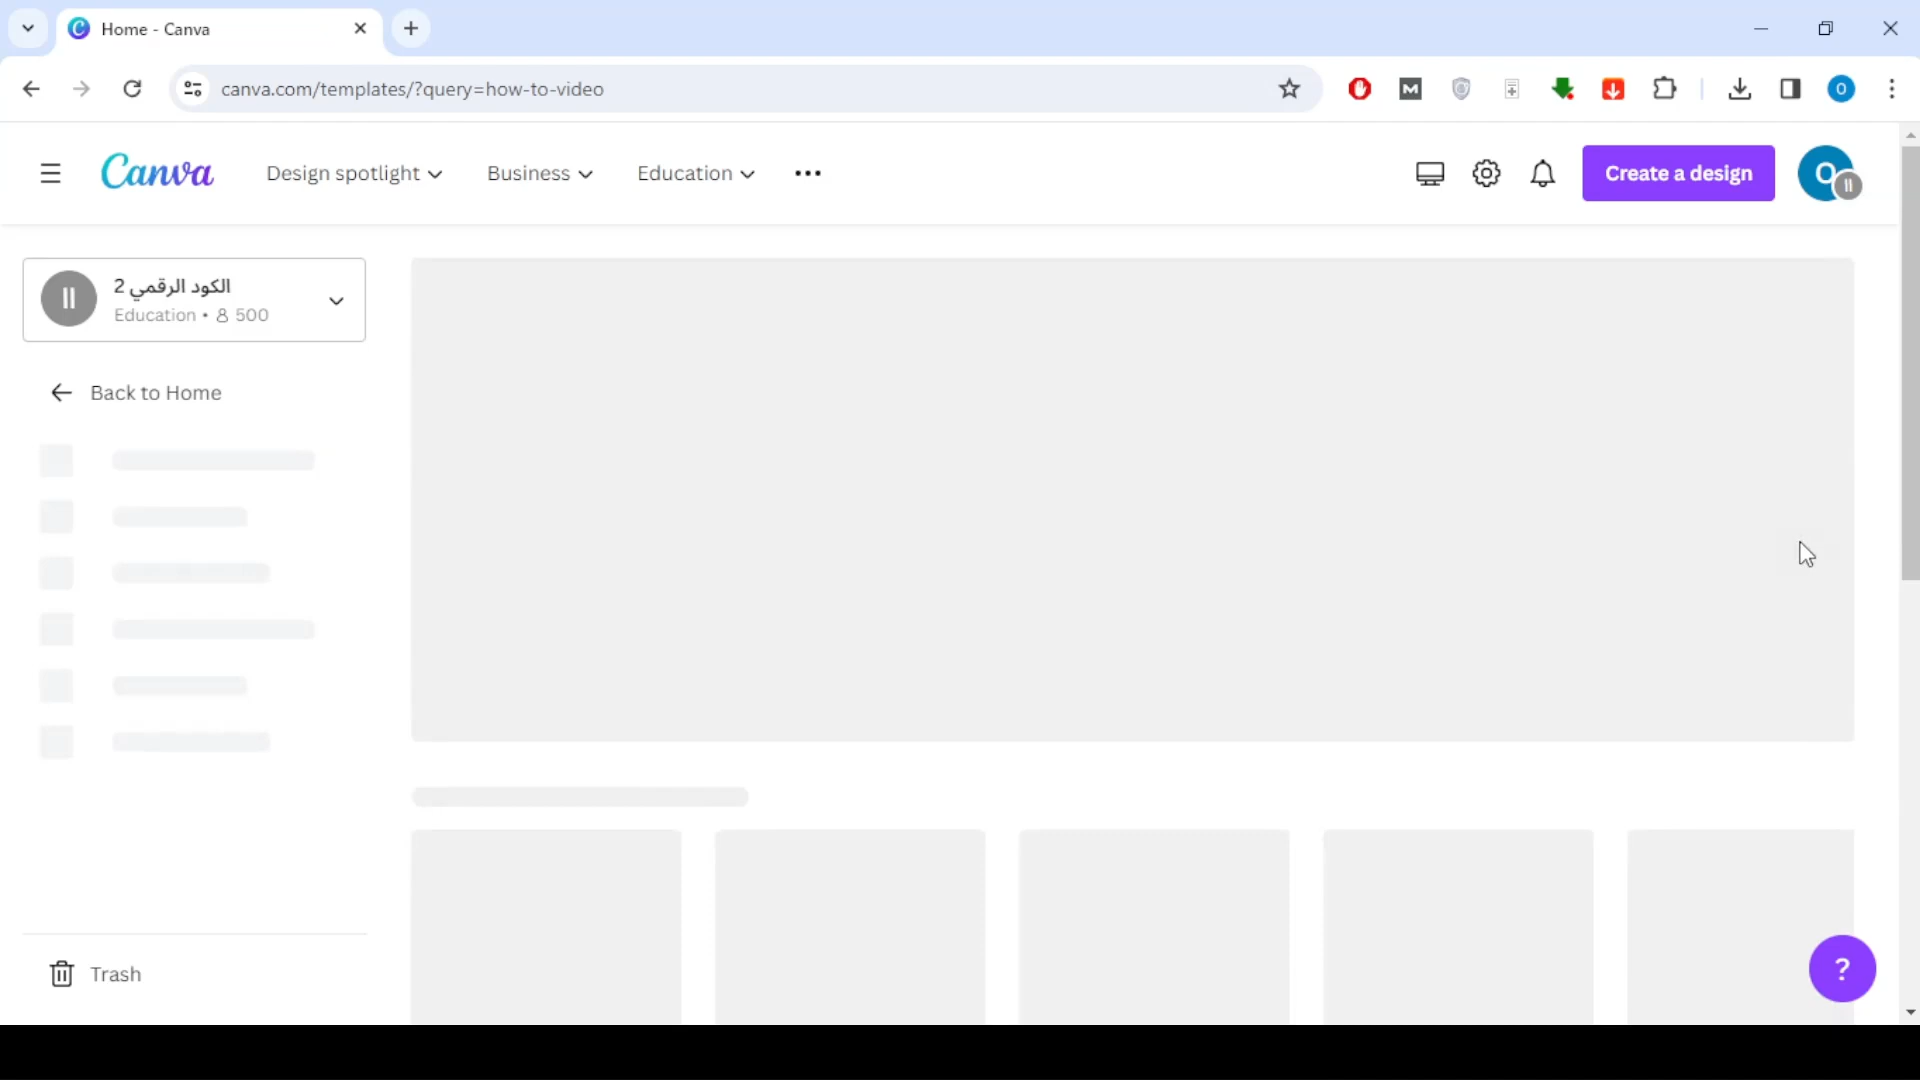 Home - Canva
canva.com/templates/?query=how-to-video
O
Canva
Design spotlight
Business
Education
Create a design
O
الكود الرقمي 2
Education • 500
Back to Home
Trash
?